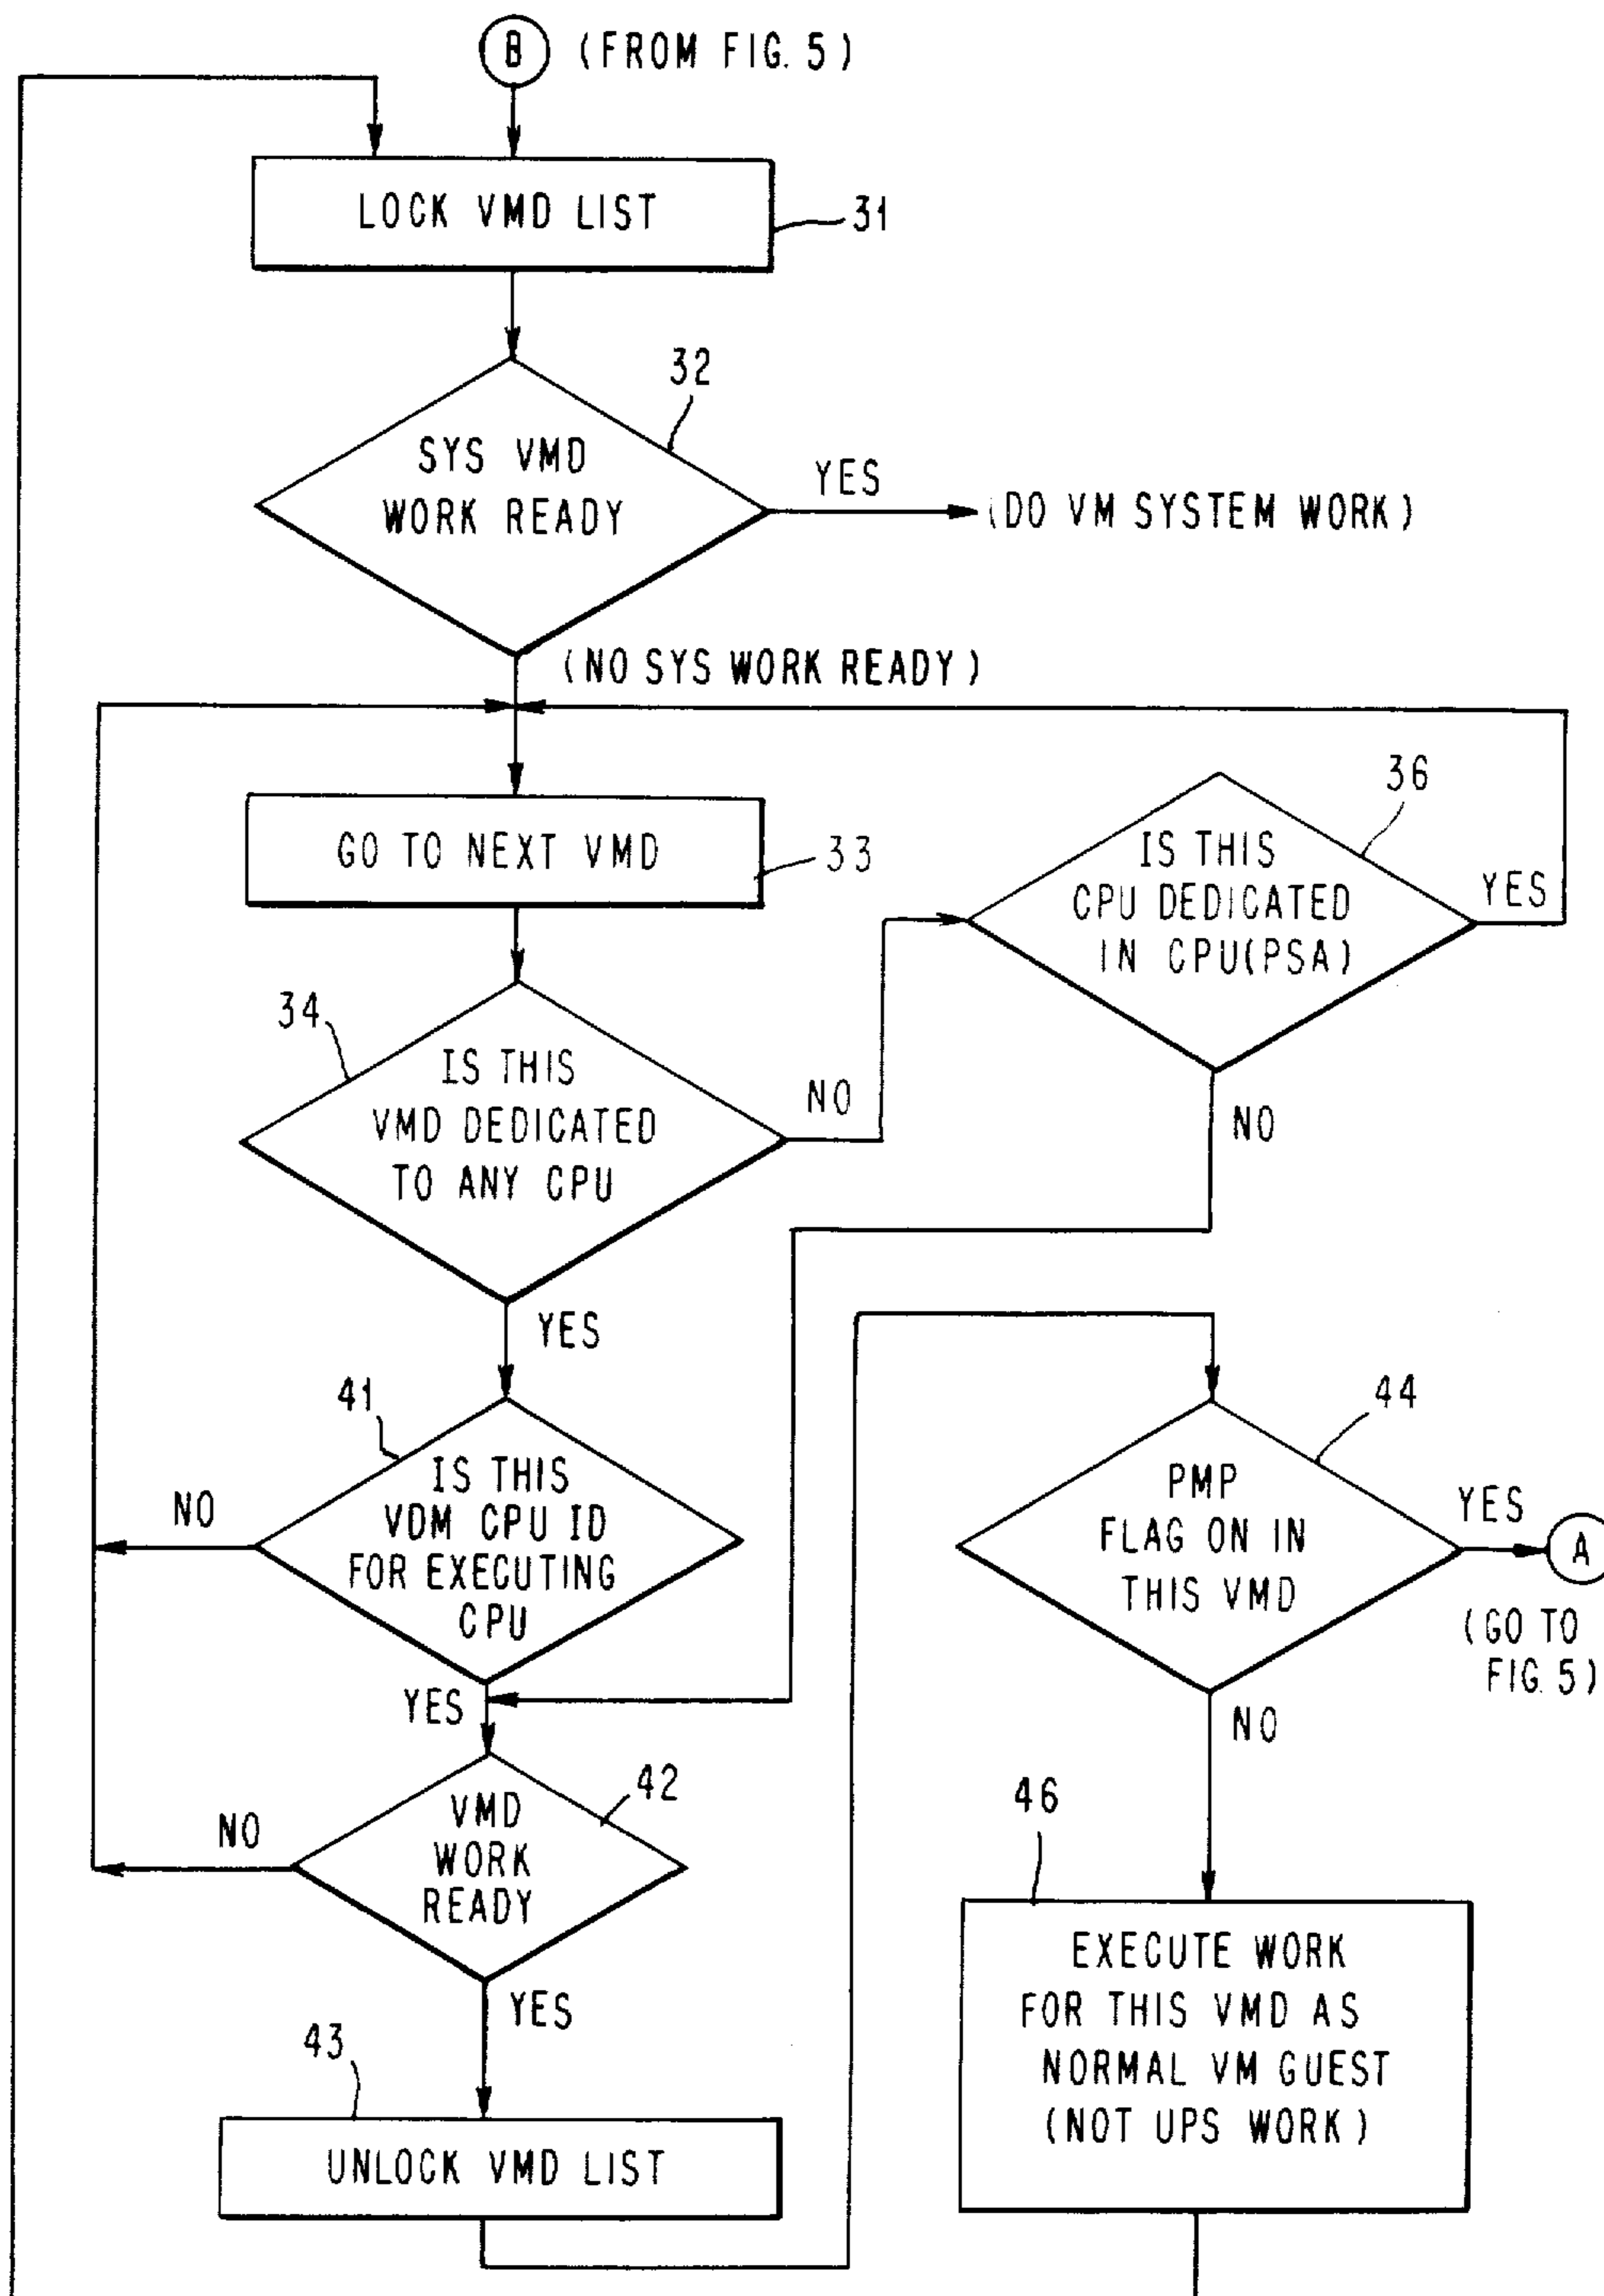 B (FROM FIG. 5)
LOCK VMD LIST
31
32
SYS VMD
WORK READY
YES
(DO VM SYSTEM WORK)
(NO SYS WORK READY)
GO TO NEXT VMD
33
36
IS THIS
CPU DEDICATED
IN CPU(PSA)
YES
NO
34
IS THIS
VMD DEDICATED
TO ANY CPU
NO
YES
41
IS THIS
VDM CPU ID
FOR EXECUTING
CPU
NO
YES
42
VMD
WORK
READY
NO
YES
43
UNLOCK VMD LIST
44
PMP
FLAG ON IN
THIS VMD
YES
A
(GO TO
FIG. 5)
NO
46
EXECUTE WORK
FOR THIS VMD AS
NORMAL VM GUEST
(NOT UPS WORK)